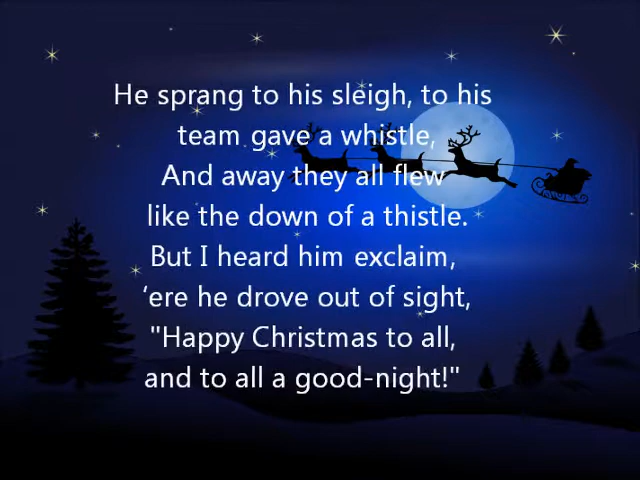 He sprang to his sleigh, to his
team gave a whistle,
And away they all flew
like the down of a thistle.
But I heard him exclaim,
‘ere he drove out of sight,
"Happy Christmas to all,
and to all a good-night!"